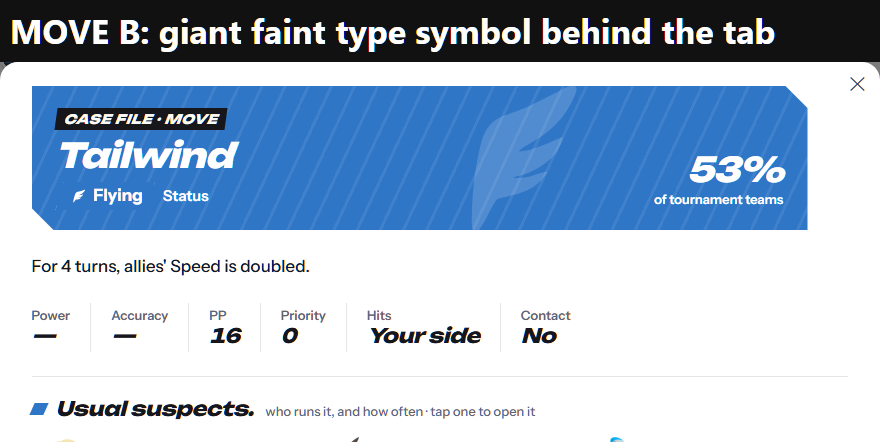 MOVE B: giant faint type symbol behind the tab
CASE FILE · MOVE
Tailwind
Flying Status
53%
of tournament teams
For 4 turns, allies' Speed is doubled.
Power Accuracy PP Priority Hits Contact
— — 16 0 Your side No
Usual suspects. who runs it, and how often · tap one to open it